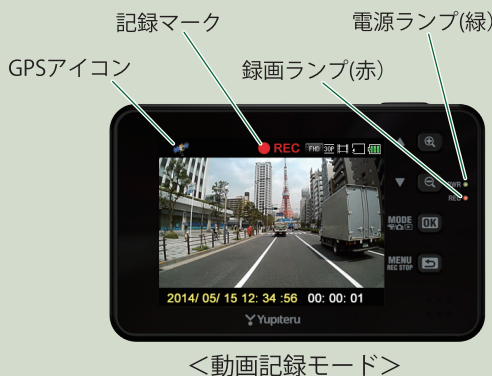 記録マーク
電源ランプ(緑)
GPSアイコン
録画ランプ(赤)
REC FHD 30P
PWR
REC
MODE
OK
MENU
REC STOP
2014/ 05/ 15 12: 34 :56 00: 00: 01
Yupiteru
<動画記録モード>